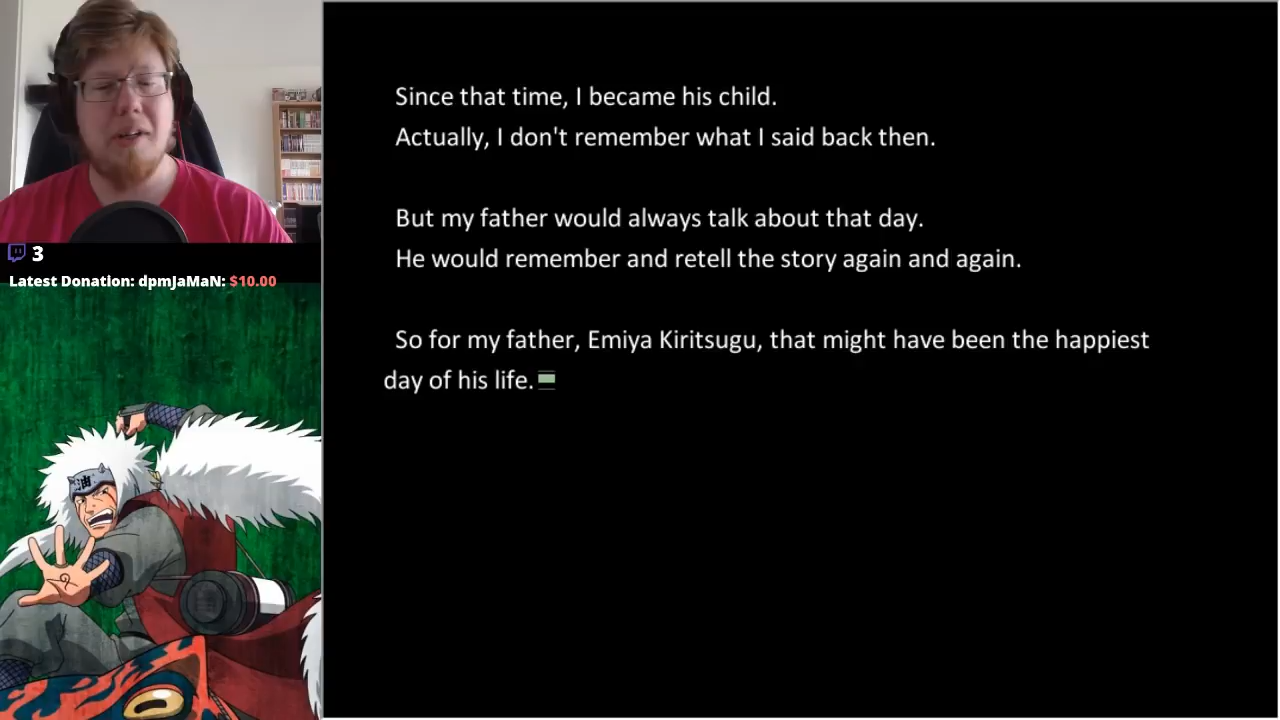 Since that time, I became his child.
Actually, I don't remember what I said back then.
But my father would always talk about that day.
He would remember and retell the story again and again.
So for my father, Emiya Kiritsugu, that might have been the happiest
day of his life.
3
Latest Donation: dpmJaMaN: $10.00
油